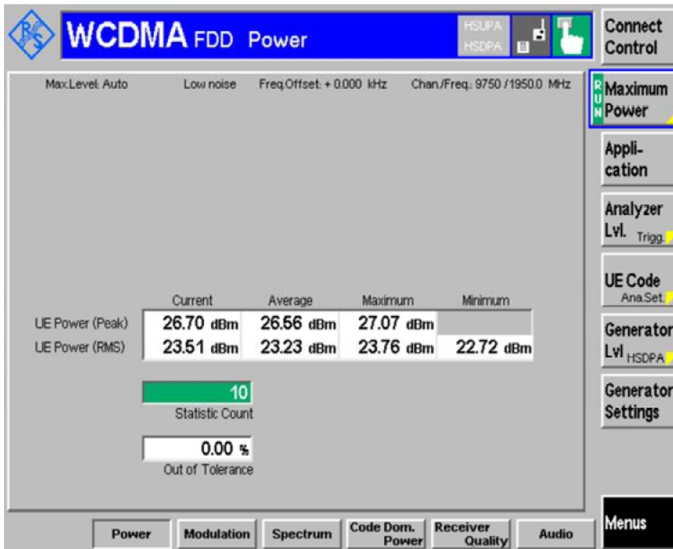 R&S
WCDMA FDD Power
HSUPA
HSDPA
Connect
Control
Max.Level: Auto Low noise Freq.Offset: + 0.000 kHz Chan./Freq.: 9750 / 1950.0 MHz
RUN
Maximum
Power
Appli-
cation
Analyzer
Lvl. Trigg.
UE Code
Ana.Set.
Generator
Lvl HSDPA
Generator
Settings
Current Average Maximum Minimum
UE Power (Peak) 26.70 dBm 26.56 dBm 27.07 dBm
UE Power (RMS) 23.51 dBm 23.23 dBm 23.76 dBm 22.72 dBm
10
Statistic Count
0.00 %
Out of Tolerance
Power Modulation Spectrum Code Dom. Power Receiver Quality Audio
Menus